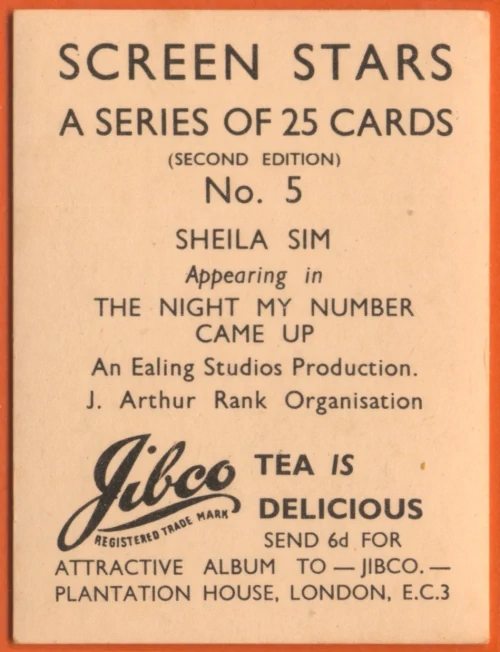 SCREEN STARS
A SERIES OF 25 CARDS
(SECOND EDITION)
No. 5
SHEILA SIM
Appearing in
THE NIGHT MY NUMBER
CAME UP
An Ealing Studios Production.
J. Arthur Rank Organisation
Jibco TEA IS
DELICIOUS
REGISTERED TRADE MARK
SEND 6d FOR
ATTRACTIVE ALBUM TO — JIBCO. —
PLANTATION HOUSE, LONDON, E.C.3